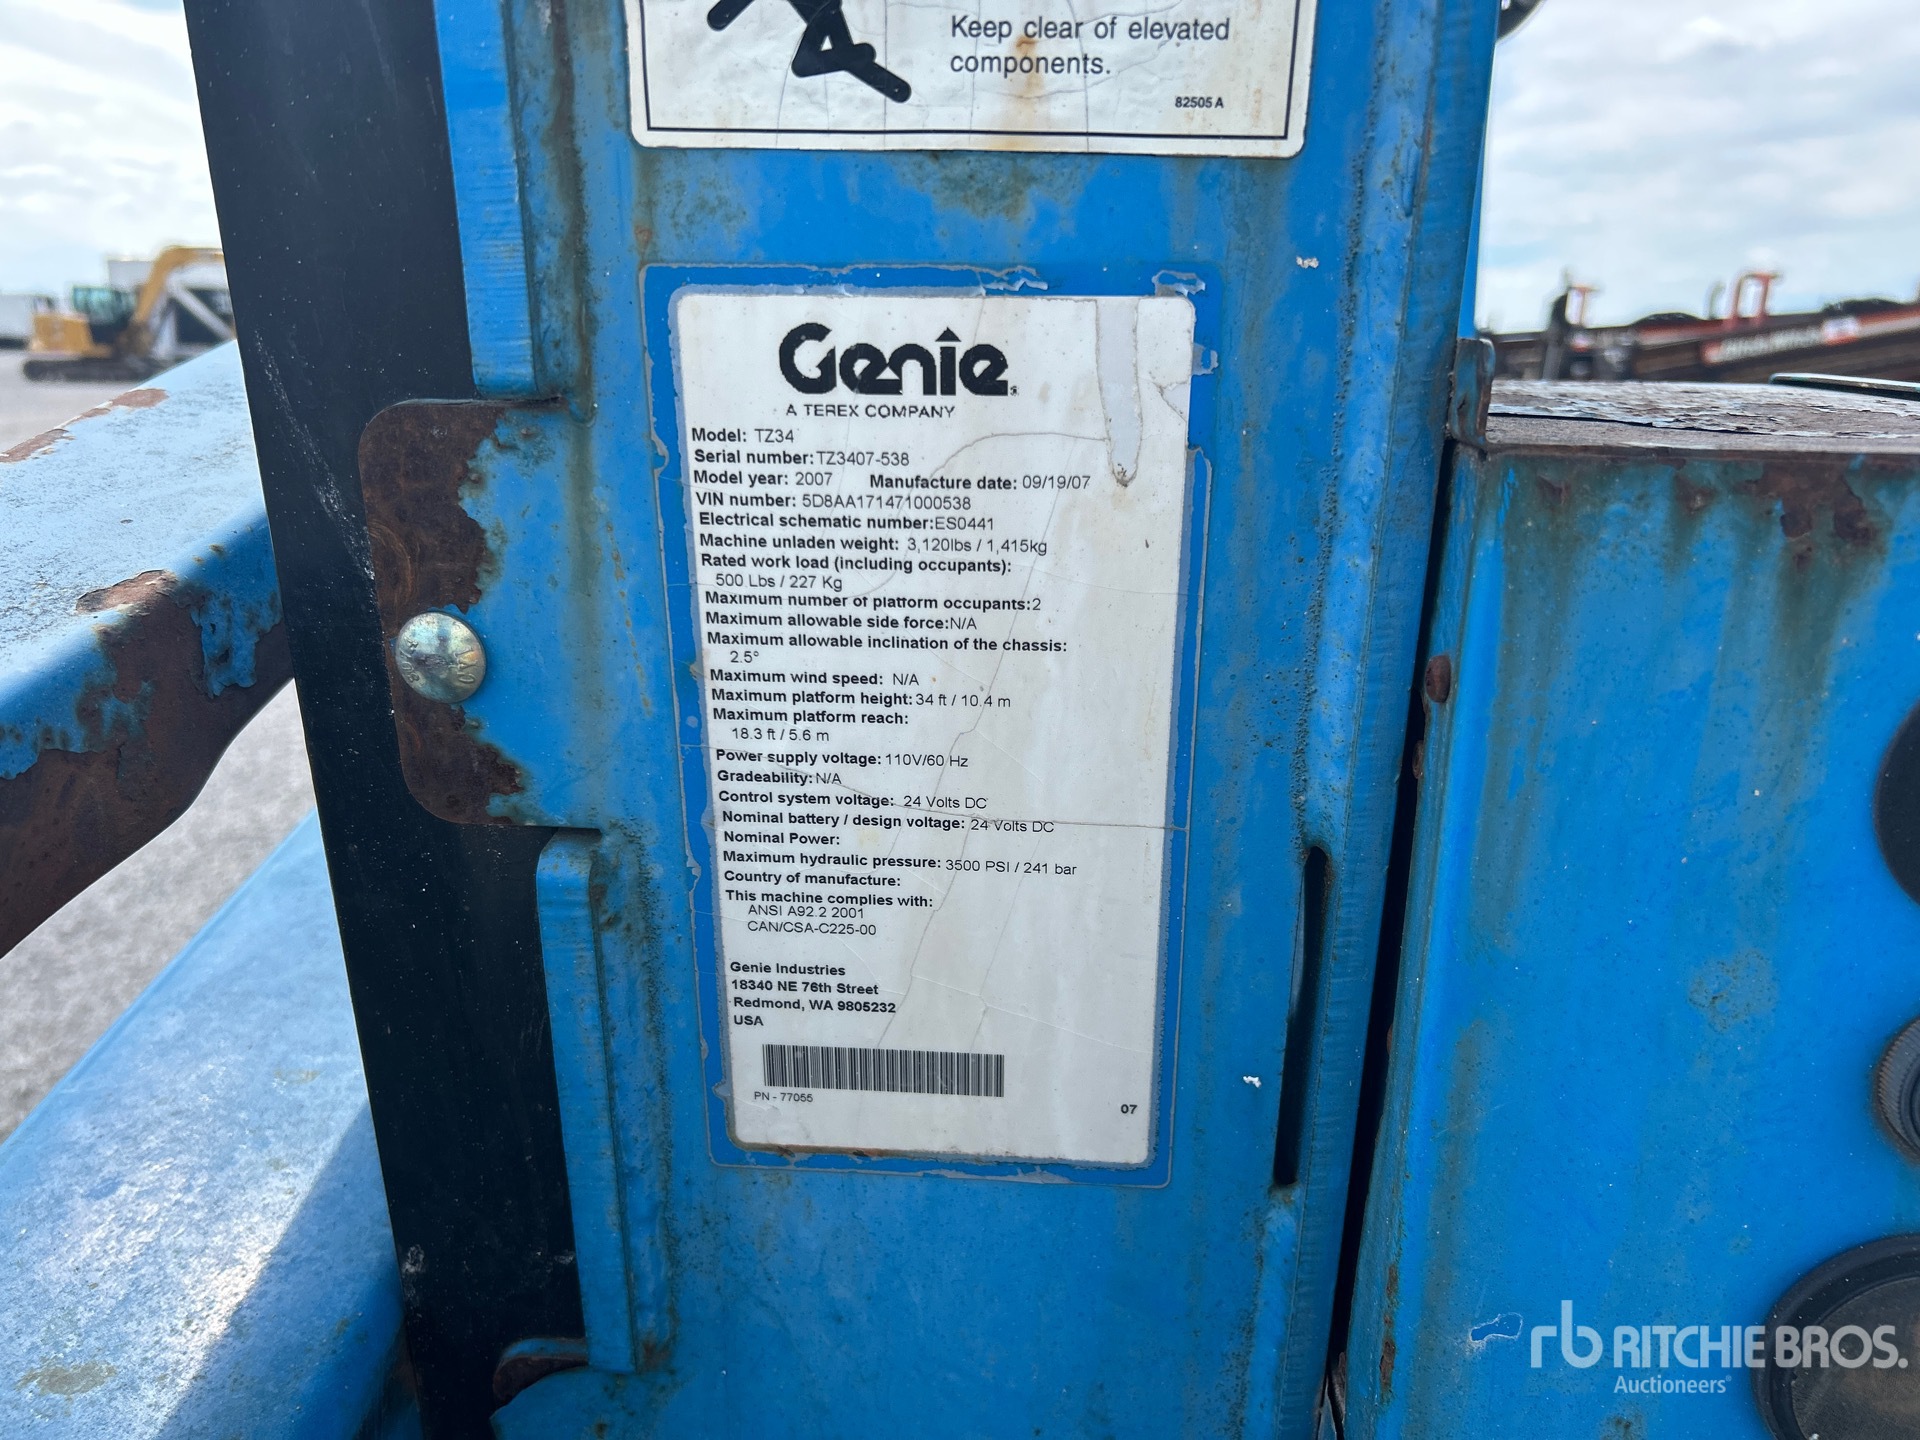 Keep clear of elevated
components.
82505 A
Genie
A TEREX COMPANY
Model: TZ34
Serial number:TZ3407-538
Model year: 2007 Manufacture date: 09/19/07
VIN number: 5D8AA171471000538
Electrical schematic number:ES0441
Machine unladen weight: 3,120lbs / 1,415kg
Rated work load (including occupants):
500 Lbs / 227 Kg
Maximum number of platform occupants:2
Maximum allowable side force:N/A
Maximum allowable inclination of the chassis:
2.5°
Maximum wind speed: N/A
Maximum platform height: 34 ft / 10.4 m
Maximum platform reach:
18.3 ft / 5.6 m
Power supply voltage: 110V/60 Hz
Gradeability: N/A
Control system voltage: 24 Volts DC
Nominal battery / design voltage: 24 Volts DC
Nominal Power:
Maximum hydraulic pressure: 3500 PSI / 241 bar
Country of manufacture:
This machine complies with:
ANSI A92.2 2001
CAN/CSA-C225-00
Genie Industries
18340 NE 76th Street
Redmond, WA 9805232
USA
PN - 77055
07
rb RITCHIE BROS.
Auctioneers